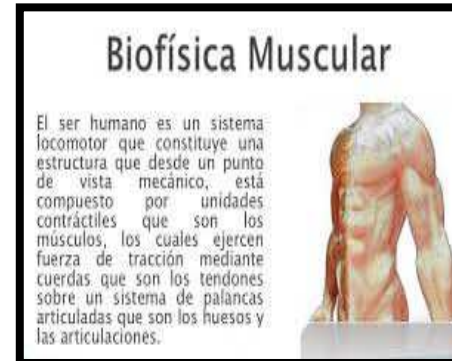 Biofísica Muscular
El ser humano es un sistema
locomotor que constituye una
estructura que desde un punto
de vista mecánico, está
compuesto por unidades
contráctiles que son los
músculos, los cuales ejercen
fuerza de tracción mediante
cuerdas que son los tendones
sobre un sistema de palancas
articuladas que son los huesos y
las articulaciones.